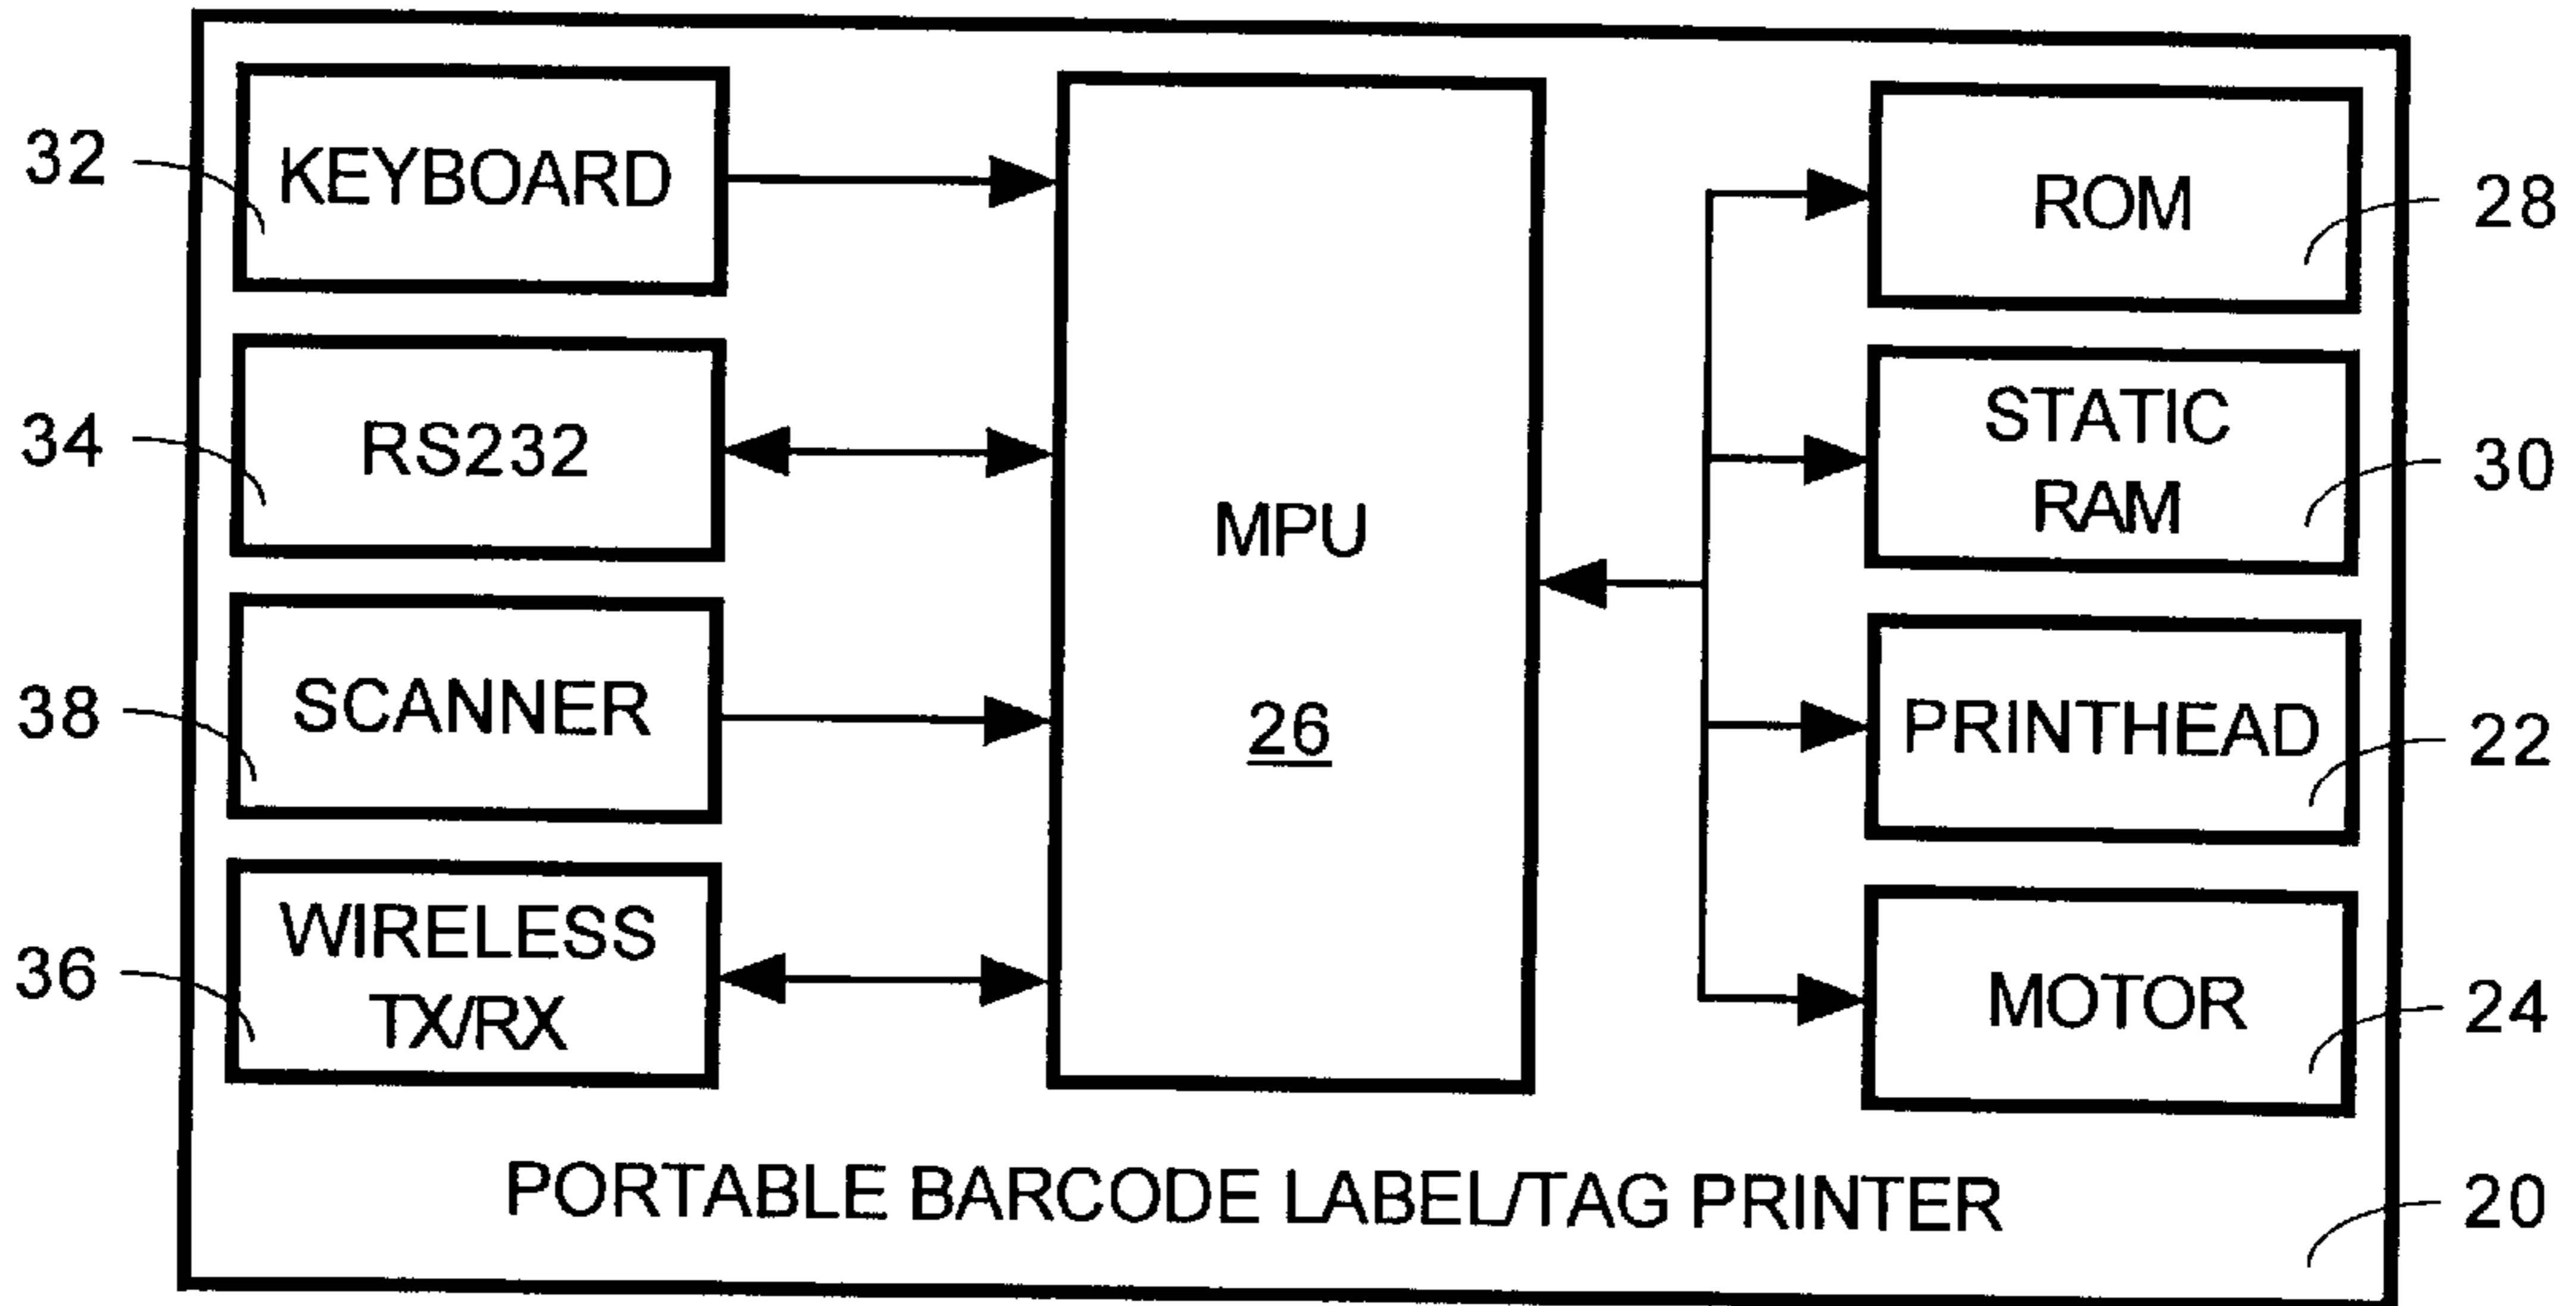 32
KEYBOARD
34
RS232
38
SCANNER
36
WIRELESS
TX/RX
MPU
26
ROM
28
STATIC
RAM
30
PRINTHEAD
22
MOTOR
24
PORTABLE BARCODE LABEL/TAG PRINTER
20